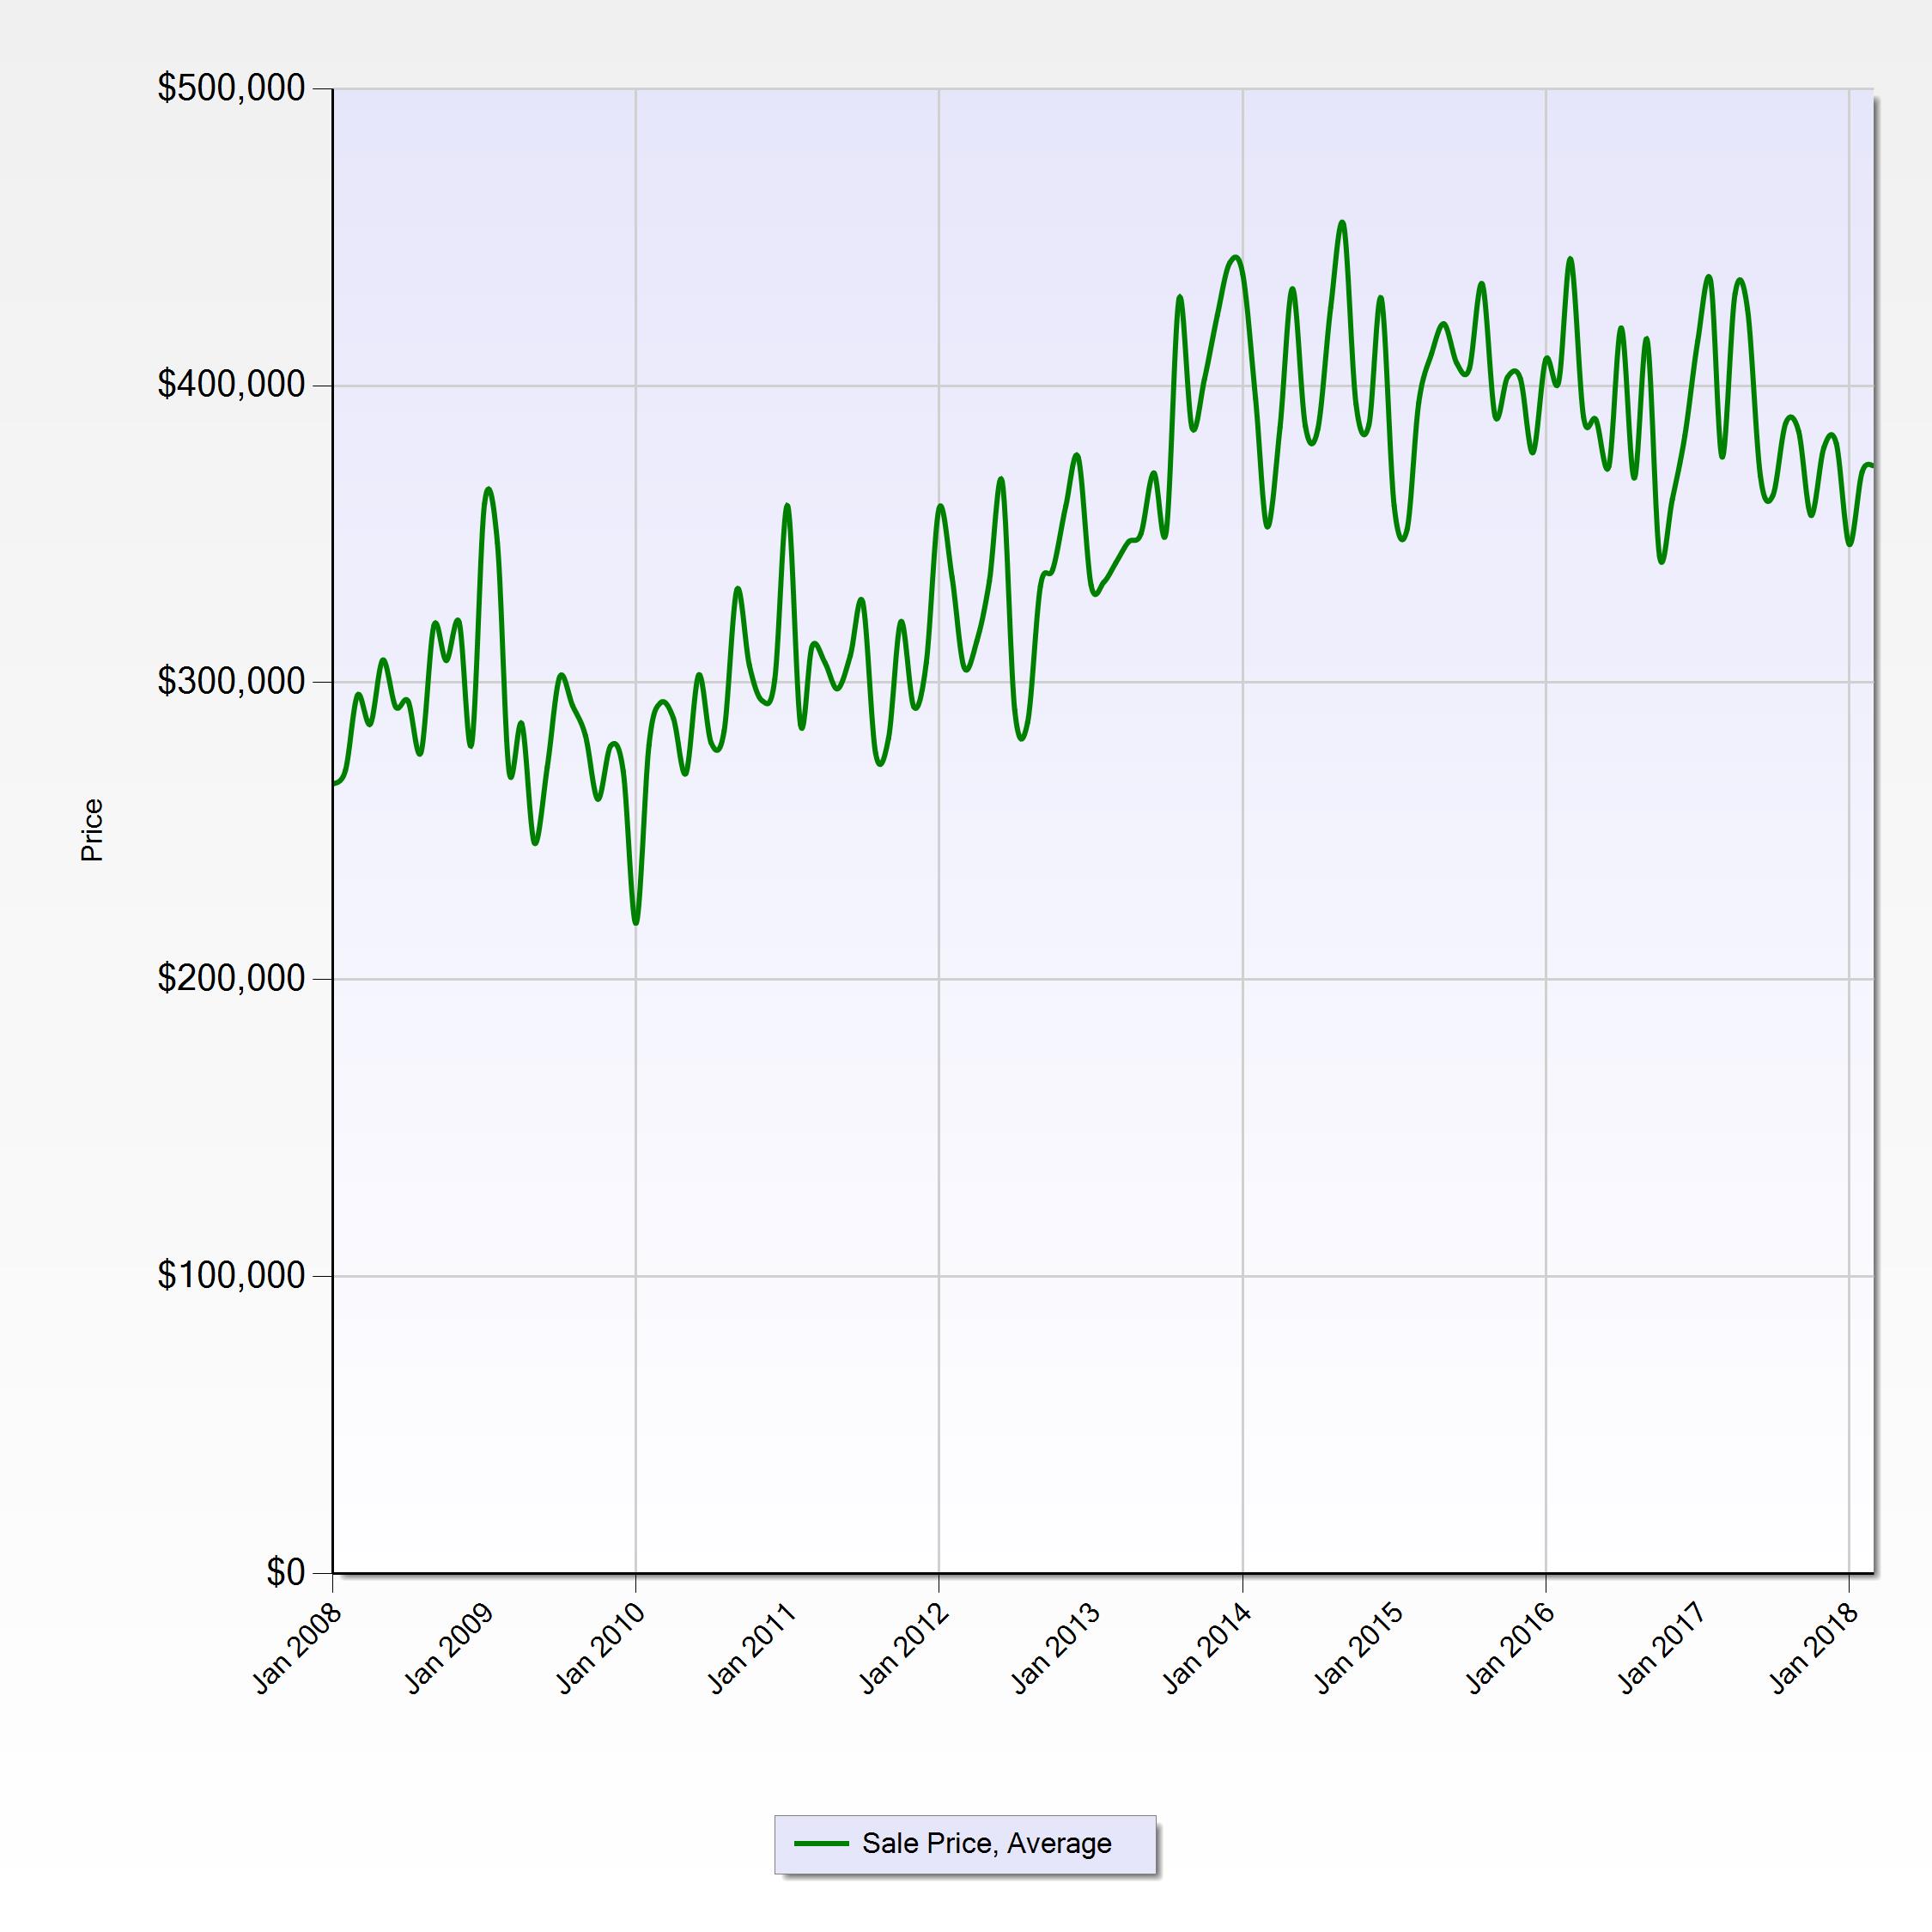 $500,000
$400,000
$300,000
$200,000
$100,000
$0
Price
Jan 2008
Jan 2009
Jan 2010
Jan 2011
Jan 2012
Jan 2013
Jan 2014
Jan 2015
Jan 2016
Jan 2017
Jan 2018
Sale Price, Average